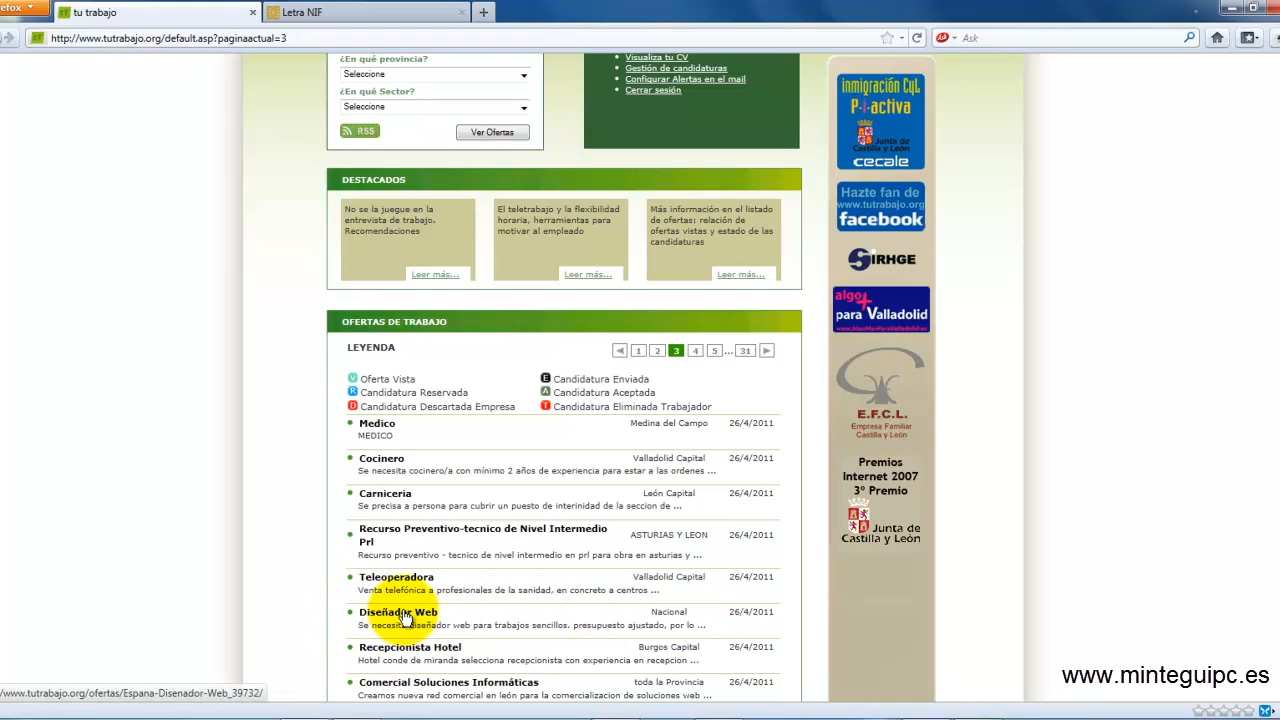 efox
tu trabajo
Letra NIF
http://www.tutrabajo.org/default.asp?paginaactual=3
Ask
¿En qué provincia?
Seleccione
¿En qué Sector?
Seleccione
RSS
Ver Ofertas
Visualiza tu CV
Gestión de candidaturas
Configurar Alertas en el mail
Cerrar sesión
DESTACADOS
No se la juegue en la
entrevista de trabajo.
Recomendaciones
Leer más...
El teletrabajo y la flexibilidad
horaria, herramientas para
motivar al empleado
Leer más...
Más información en el listado
de ofertas; relación de
ofertas vistas y estado de las
candidaturas
Leer más...
OFERTAS DE TRABAJO
LEYENDA
1 2 3 4 5 ... 31
Oferta Vista
E Candidatura Enviada
R Candidatura Reservada
A Candidatura Aceptada
D Candidatura Descartada Empresa
T Candidatura Eliminada Trabajador
Medico Medina del Campo 26/4/2011
MEDICO
Cocinero Valladolid Capital 26/4/2011
Se necesita cocinero/a con mínimo 2 años de experiencia para estar a las ordenes ...
Carniceria León Capital 26/4/2011
Se precisa a persona para cubrir un puesto de interinidad de la seccion de ...
Recurso Preventivo-tecnico de Nivel Intermedio
Prl ASTURIAS Y LEON 26/4/2011
Recurso preventivo - tecnico de nivel intermedio en prl para obra en asturias y ...
Teleoperadora Valladolid Capital 26/4/2011
Venta telefónica a profesionales de la sanidad, en concreto a centros ...
Diseñador Web Nacional 26/4/2011
Se necesita diseñador web para trabajos sencillos. presupuesto ajustado, por lo ...
Recepcionista Hotel Burgos Capital 26/4/2011
Hotel conde de miranda selecciona recepcionista con experiencia en recepcion ...
Comercial Soluciones Informáticas toda la Provincia 26/4/2011
Creamos nueva red comercial en león para la comercializacion de soluciones web ...
inmigración CyL
P-i-activa
Junta de
Castilla y León
cecale
Hazte fan de
www.tutrabajo.org
facebook
SIRHGE
algo+
para Valladolid
E.F.C.L.
Empresa Familiar
Castilla y León
Premios
Internet 2007
3º Premio
Junta de
Castilla y León
/www.tutrabajo.org/ofertas/Espana-Disenador-Web_39732/
www.minteguipc.es